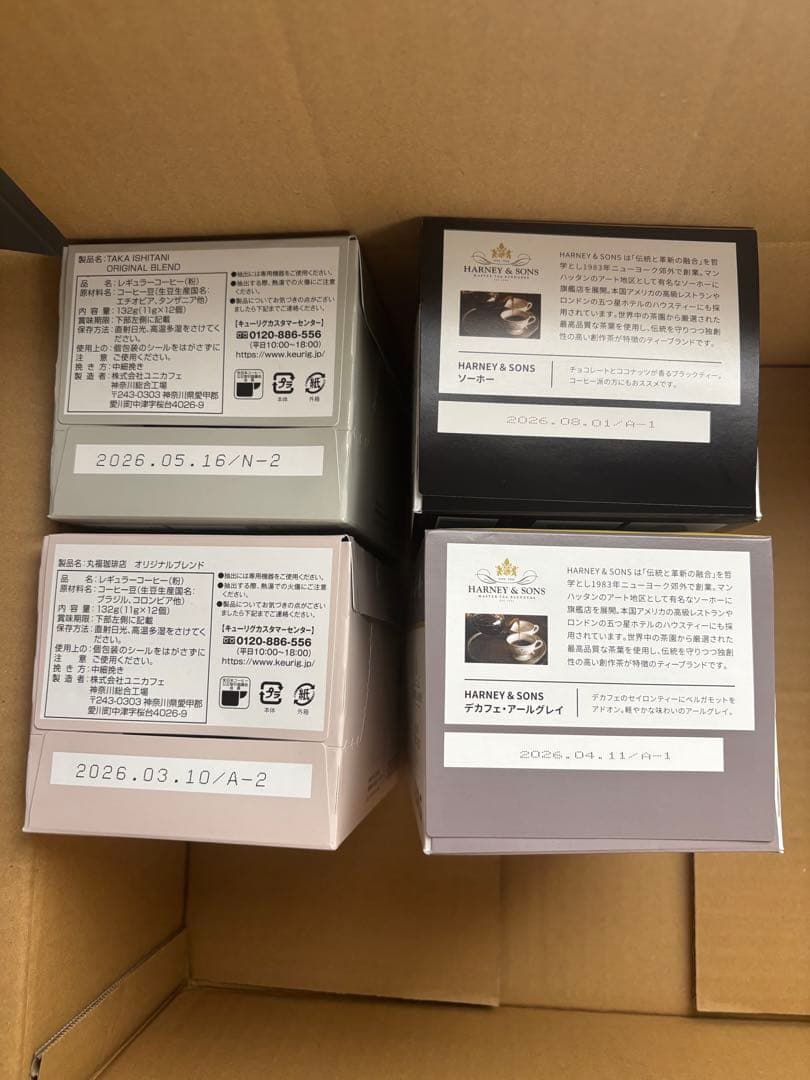 製品名:TAKA ISHITANI
ORIGINAL BLEND
品　　名:レギュラーコーヒー(粉)
原材料名:コーヒー豆(生豆生産国名:
エチオピア、タンザニア他)
内 容 量:132g(11g×12個)
賞味期限:下部左側に記載
保存方法:直射日光、高温多湿をさけてく
ださい。
使用上の:個包装のシールをはがさずに
注　　意 ご使用ください。
挽 き 方:中細挽き
製 造 者:株式会社ユニカフェ
神奈川総合工場
〒243-0303 神奈川県愛甲郡
愛川町中津字桜台4026-9
●抽出には専用機器をご使用ください。
●抽出する際、熱湯での火傷にご注意
ください。
●製品についてお気づきの点がござい
ましたら下記までご連絡ください。
【キューリグカスタマーセンター】
0120-886-556
(平日10:00〜18:00)
https://www.keurig.jp/
プラ
本体
紙
外箱
2026.05.16/N-2
HARNEY & SONS
MASTER TEA BLENDERS
HARNEY & SONS は「伝統と革新の融合」を哲
学とし1983年ニューヨーク郊外で創業。マン
ハッタンのアート地区として有名なソーホーに
旗艦店を展開。本国アメリカの高級レストランや
ロンドンの五つ星ホテルのハウスティーにも採
用されています。世界中の茶園から厳選された
最高品質な茶葉を使用し、伝統を守りつつ独創
性の高い創作茶が特徴のティーブランドです。
HARNEY & SONS
ソーホー
チョコレートとココナッツが香るブラックティー。
コーヒー派の方にもおススメです。
2026.08.01/A-1
製品名:丸福珈琲店　オリジナルブレンド
品　　名:レギュラーコーヒー(粉)
原材料名:コーヒー豆(生豆生産国名:
ブラジル、コロンビア他)
内 容 量:132g(11g×12個)
賞味期限:下部左側に記載
保存方法:直射日光、高温多湿をさけてく
ださい。
使用上の:個包装のシールをはがさずに
注　　意 ご使用ください。
挽 き 方:中細挽き
製 造 者:株式会社ユニカフェ
神奈川総合工場
〒243-0303 神奈川県愛甲郡
愛川町中津字桜台4026-9
●抽出には専用機器をご使用ください。
●抽出する際、熱湯での火傷にご注意
ください。
●製品についてお気づきの点がござい
ましたら下記までご連絡ください。
【キューリグカスタマーセンター】
0120-886-556
(平日10:00〜18:00)
https://www.keurig.jp/
プラ
本体
紙
外箱
2026.03.10/A-2
HARNEY & SONS
MASTER TEA BLENDERS
HARNEY & SONS は「伝統と革新の融合」を哲
学とし1983年ニューヨーク郊外で創業。マン
ハッタンのアート地区として有名なソーホーに
旗艦店を展開。本国アメリカの高級レストランや
ロンドンの五つ星ホテルのハウスティーにも採
用されています。世界中の茶園から厳選された
最高品質な茶葉を使用し、伝統を守りつつ独創
性の高い創作茶が特徴のティーブランドです。
HARNEY & SONS
デカフェ・アールグレイ
デカフェのセイロンティーにベルガモットを
アドオン。軽やかな味わいのアールグレイ。
2026.04.11/A-1